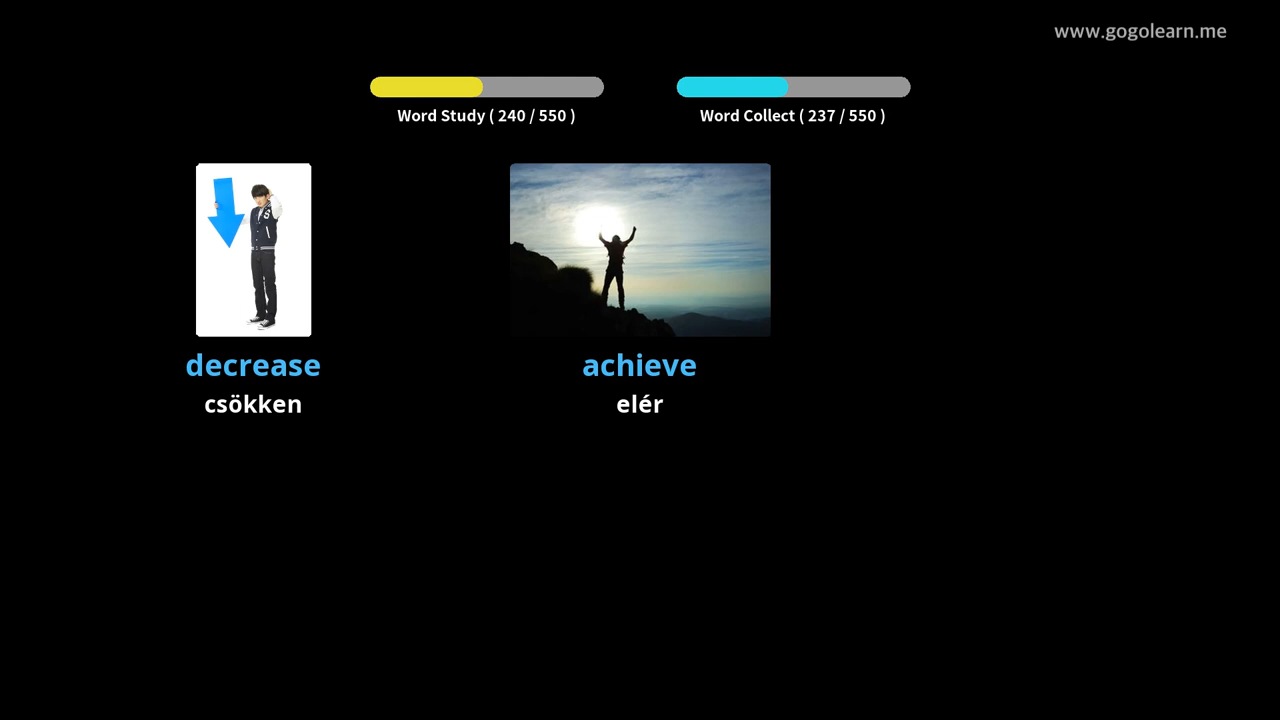 www.gogolearn.me
Word Study ( 240 / 550 )
Word Collect ( 237 / 550 )
decrease
csökken
achieve
elér